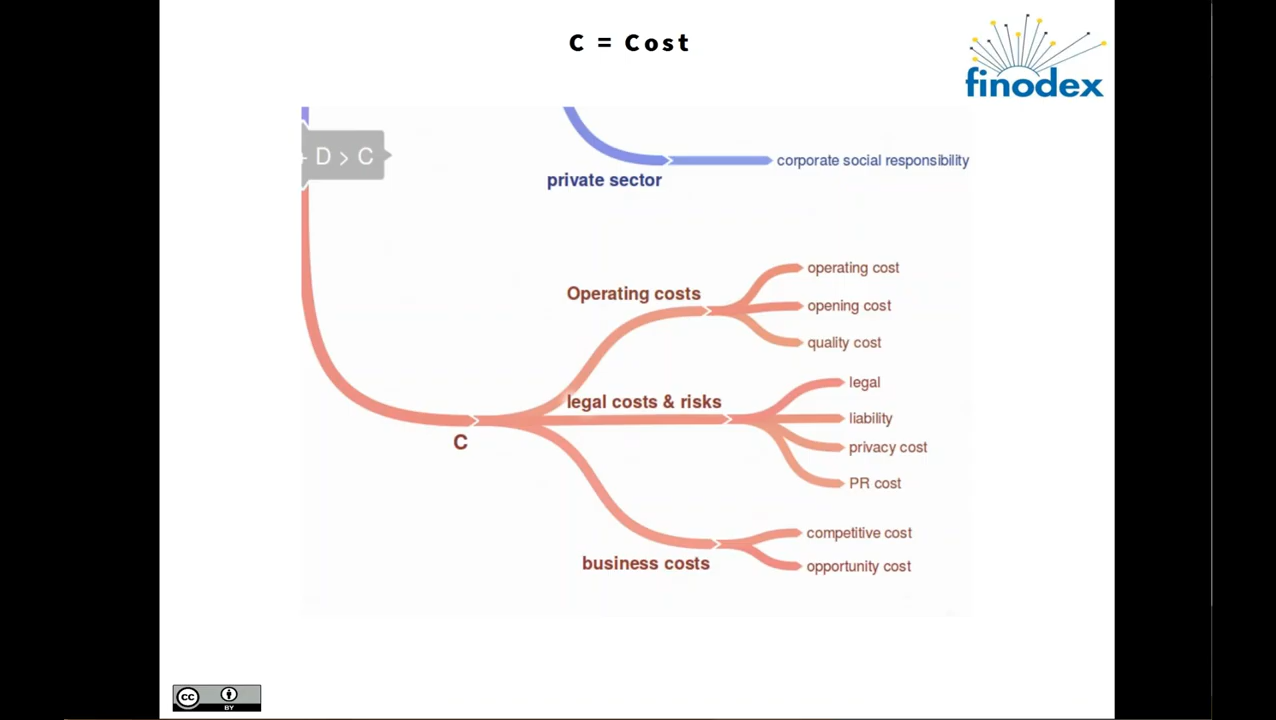 C = Cost
finodex
D > C
corporate social responsibility
private sector
operating cost
Operating costs
opening cost
quality cost
legal
legal costs & risks
liability
privacy cost
C
PR cost
competitive cost
business costs
opportunity cost
cc
BY